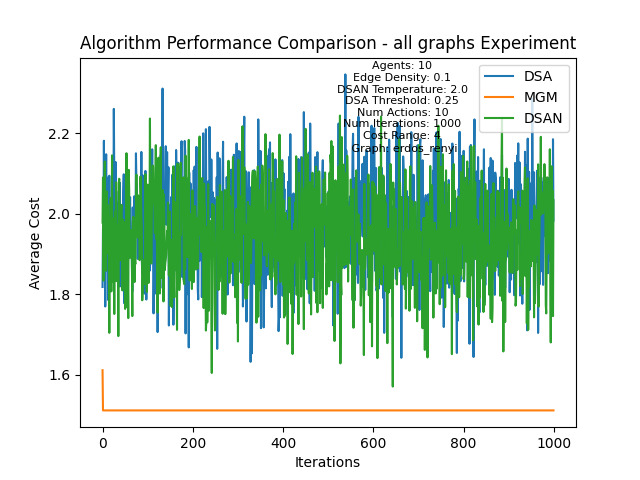 Algorithm Performance Comparison - all graphs Experiment
Agents: 10
Edge Density: 0.1
DSAN Temperature: 2.0
DSA Threshold: 0.25
Num Actions: 10
Num Iterations: 1000
Cost Range: 4
Graph: erdos_renyi
DSA
MGM
DSAN
Average Cost
2.2
2.0
1.8
1.6
0
200
400
600
800
1000
Iterations